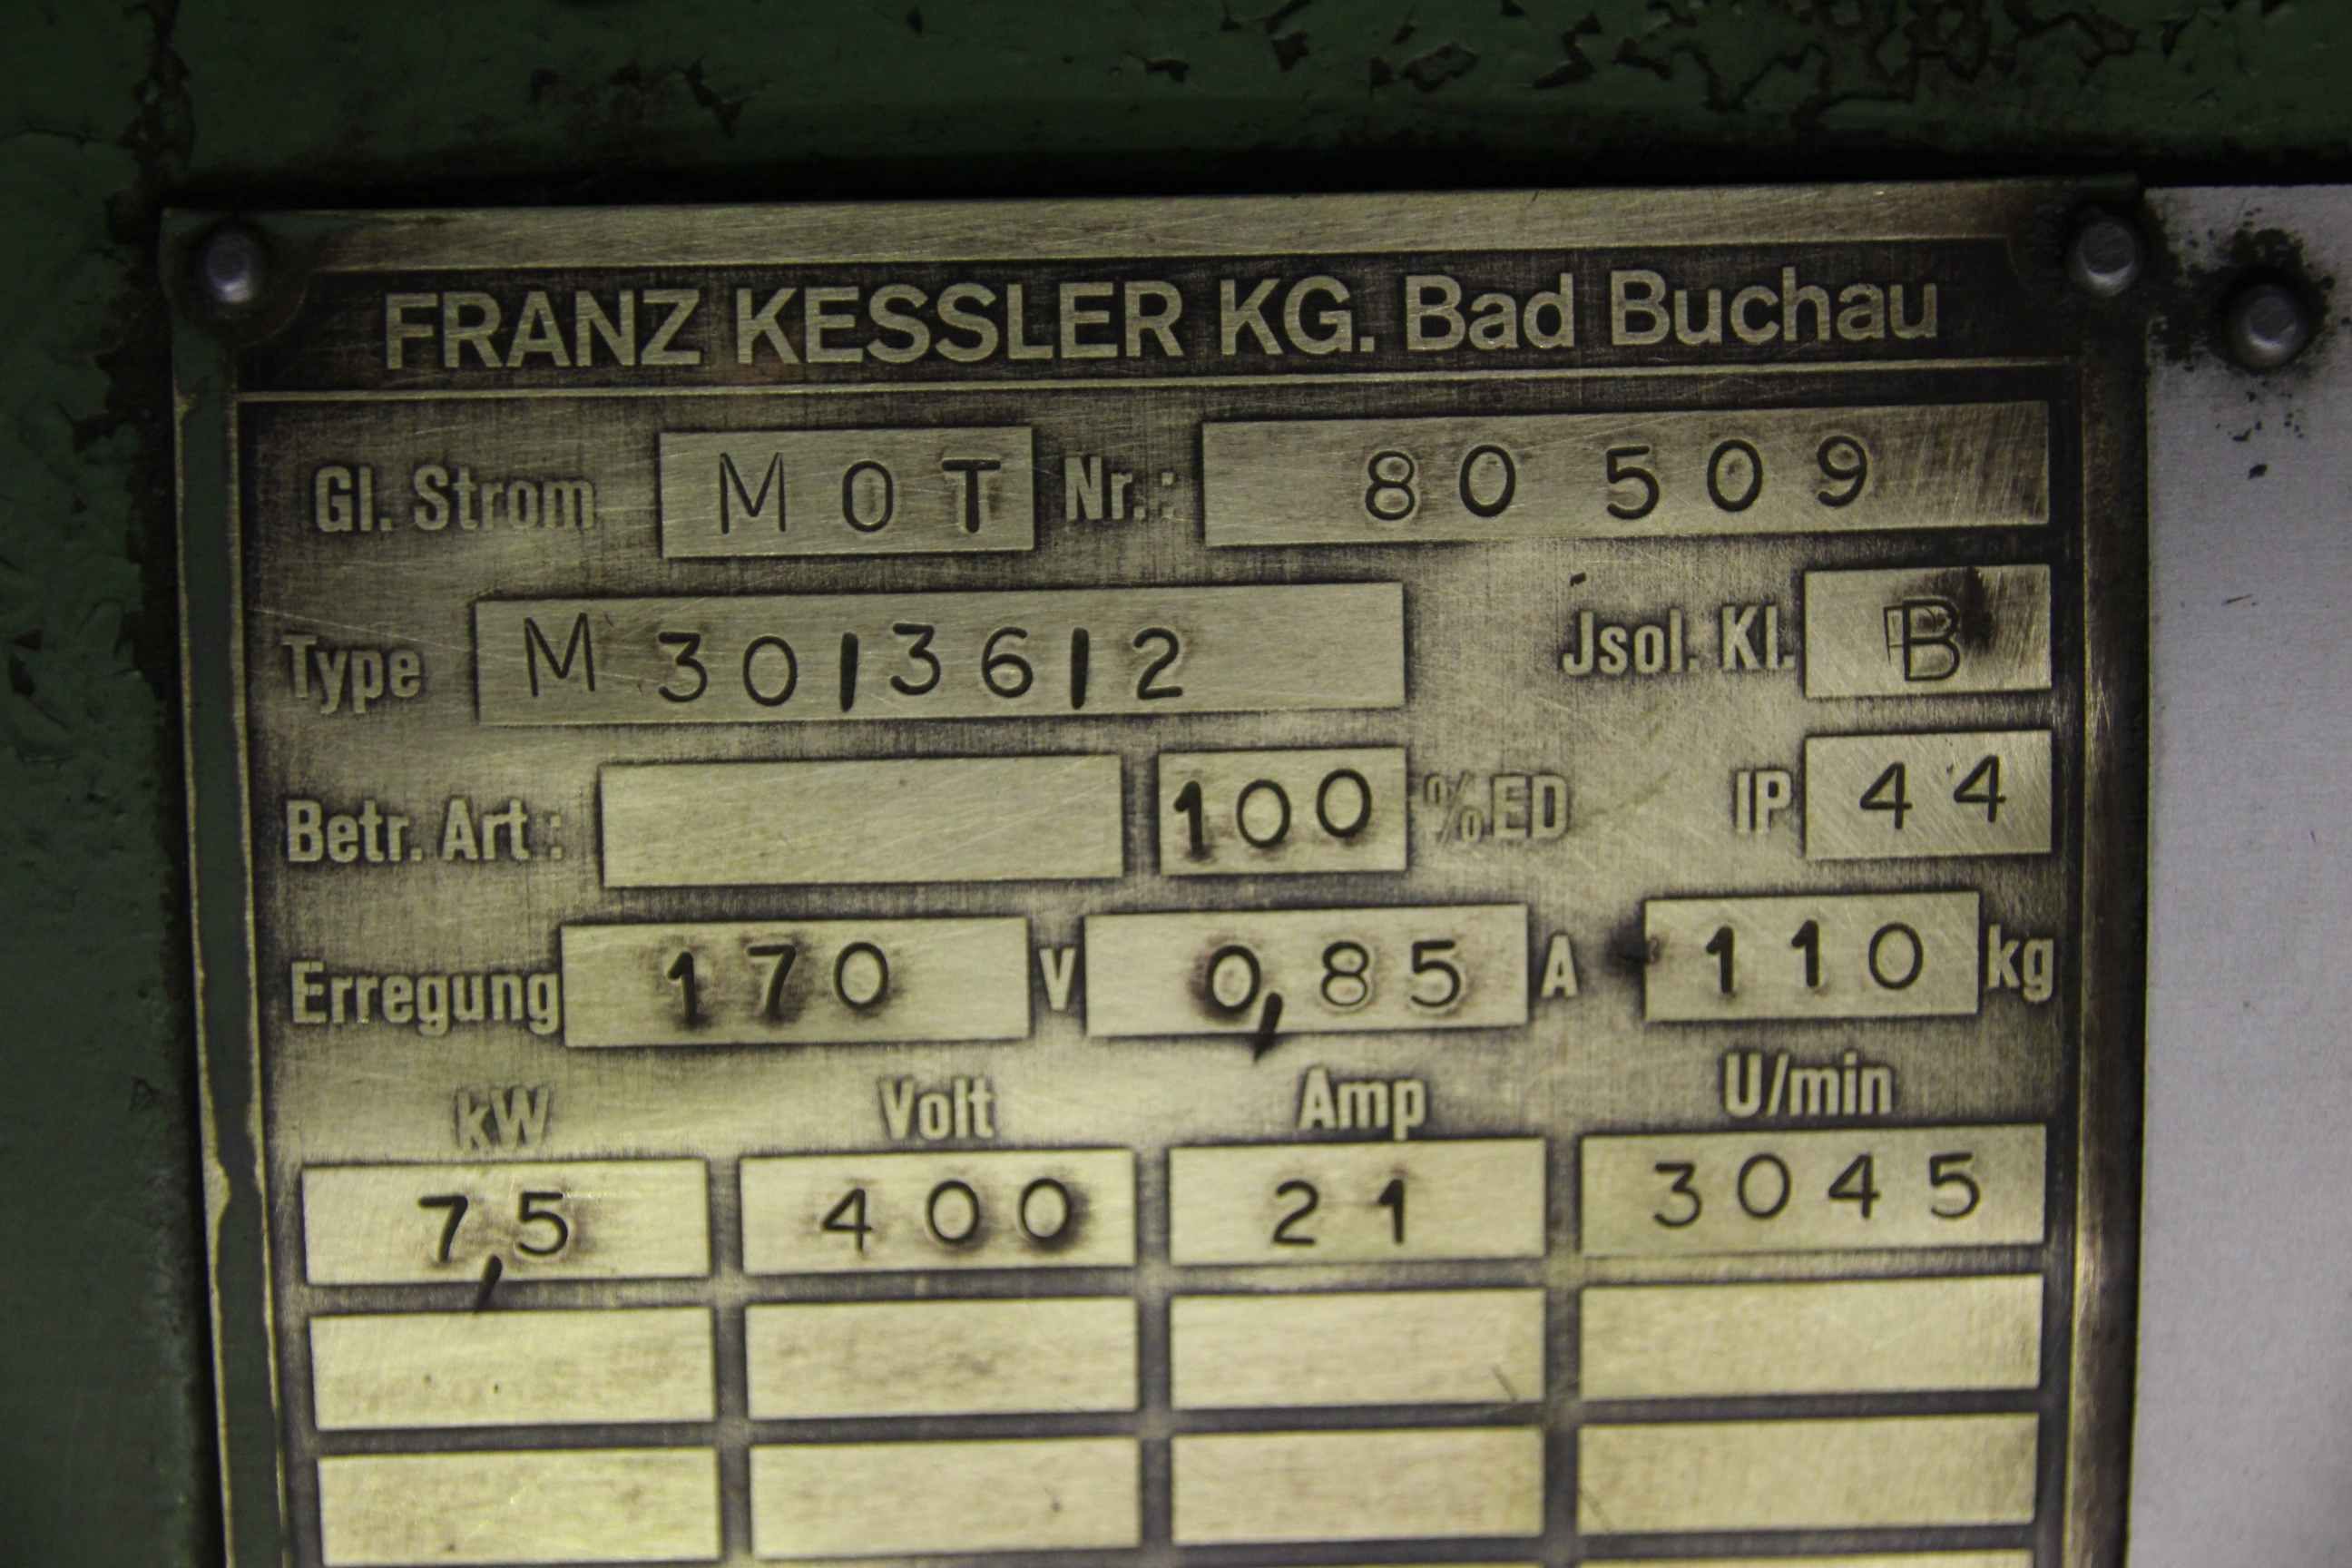 FRANZ KESSLER KG. Bad Buchau
Gl. Strom MOT Nr.: 80 509
Type M 30/36/2 Jsol. Kl. B
Betr. Art: 100 %ED IP 44
Erregung 170 V 0,85 A 110 kg
kW Volt Amp U/min
7,5 400 21 3045